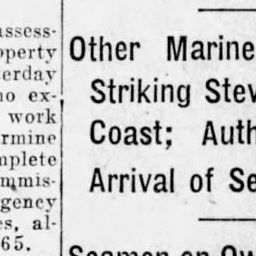 assess-
operty
terday
no ex-
work
ermine
mplete
mmis-
gency
es, al-
65.
Other Marine
Striking Stev
Coast; Auth
Arrival of Se
Seamen on Ow